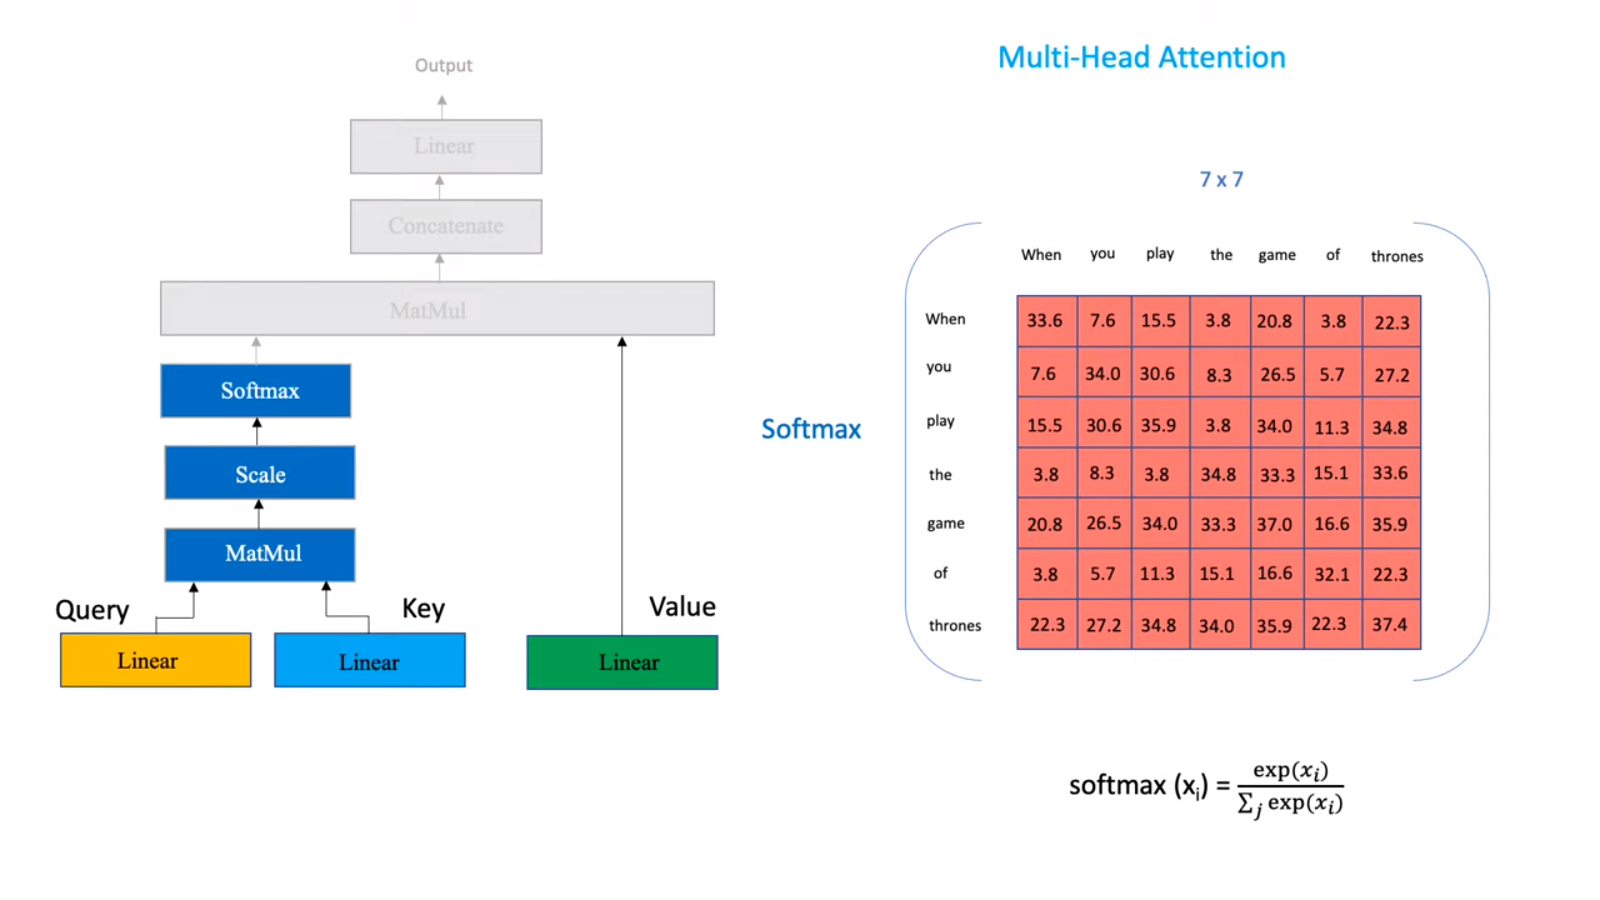 Multi-Head Attention
Output
Linear
Concatenate
MatMul
Softmax
Scale
MatMul
Query
Key
Value
Linear
Linear
Linear
7 x 7
Softmax
When you play the game of thrones
When 33.6 7.6 15.5 3.8 20.8 3.8 22.3
you 7.6 34.0 30.6 8.3 26.5 5.7 27.2
play 15.5 30.6 35.9 3.8 34.0 11.3 34.8
the 3.8 8.3 3.8 34.8 33.3 15.1 33.6
game 20.8 26.5 34.0 33.3 37.0 16.6 35.9
of 3.8 5.7 11.3 15.1 16.6 32.1 22.3
thrones 22.3 27.2 34.8 34.0 35.9 22.3 37.4
softmax (xᵢ) = exp(xᵢ) / ∑ⱼ exp(xᵢ)